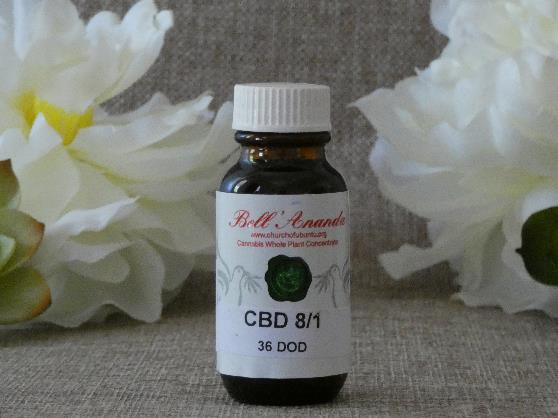 Bell'Ananda
www.churchofubuntu.org
Cannabis Whole Plant Concentrate
CBD 8/1
36 DOD